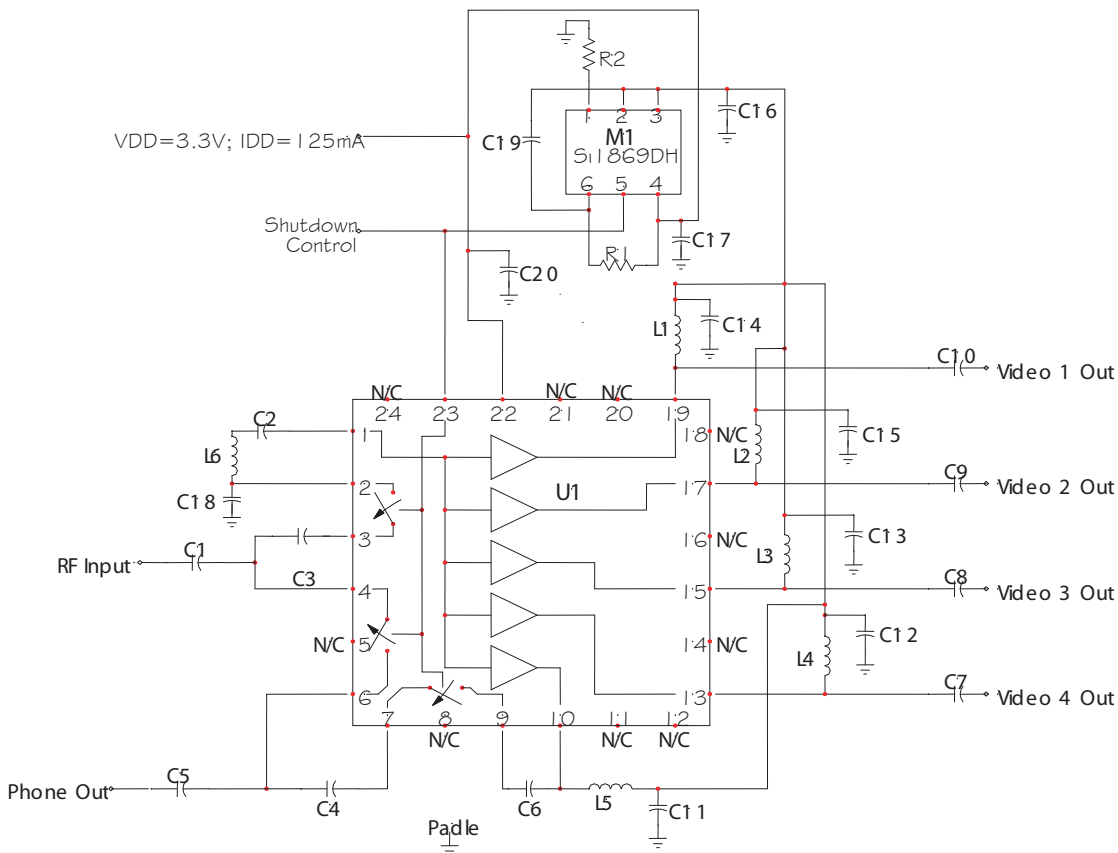 R2
C16
1 2 3
C19
M1
Si1869DH
6 5 4
VDD=3.3V; IDD=125mA
Shutdown
Control
C17
R1
C20
C14
L1
C10
Video 1 Out
N/C N/C N/C
24 23 22 21 20 19
C2
1
18 N/C
C15
L6
L2
2
U1
17
C9
Video 2 Out
C18
3
16 N/C
C13
C1
RF Input
L3
C3
4
15
C8
Video 3 Out
N/C 5
14 N/C
C12
L4
6
13
C7
Video 4 Out
7 8 9 10 11 12
N/C N/C N/C
C5
Phone Out
C4
C6
L5
C11
Padle